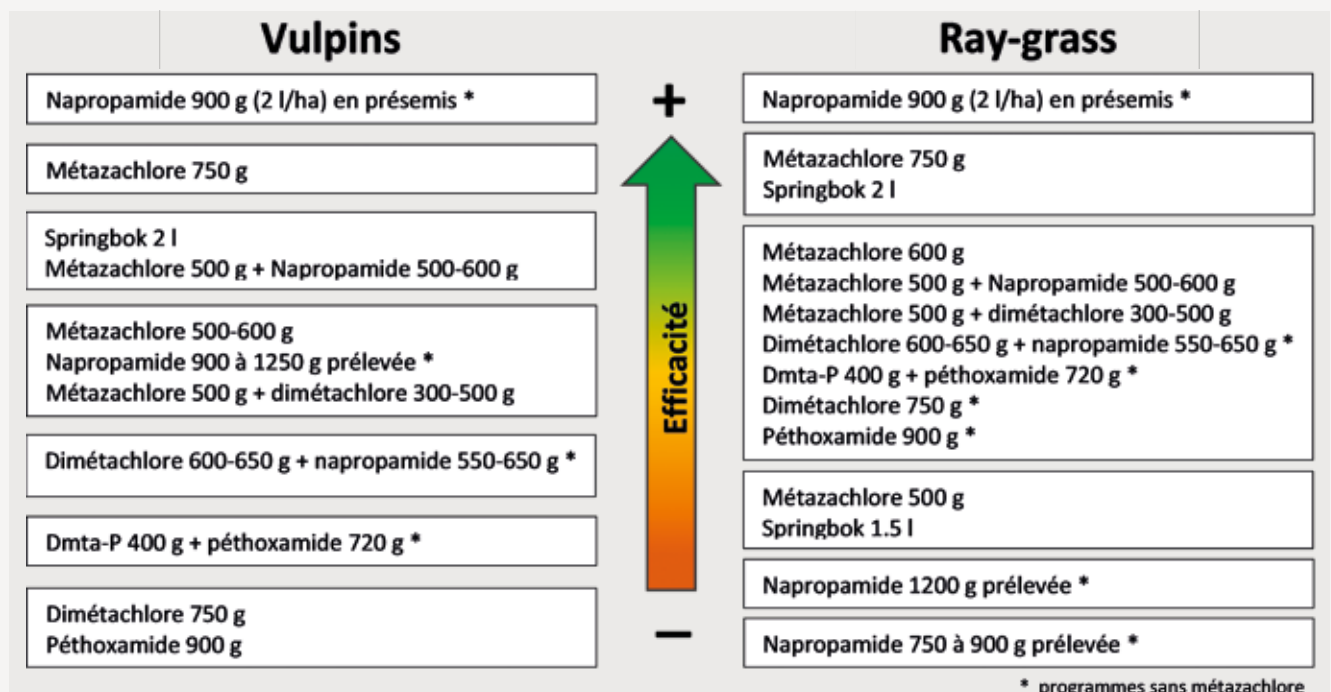 Vulpins
Napropamide 900 g (2 l/ha) en présemis *
Métazachlore 750 g
Springbok 2 l
Métazachlore 500 g + Napropamide 500-600 g
Métazachlore 500-600 g
Napropamide 900 à 1250 g prélevée *
Métazachlore 500 g + dimétachlore 300-500 g
Dimétachlore 600-650 g + napropamide 550-650 g *
Dmta-P 400 g + péthoxamide 720 g *
Dimétachlore 750 g
Péthoxamide 900 g
+
Efficacité
–
Ray-grass
Napropamide 900 g (2 l/ha) en présemis *
Métazachlore 750 g
Springbok 2 l
Métazachlore 600 g
Métazachlore 500 g + Napropamide 500-600 g
Métazachlore 500 g + dimétachlore 300-500 g
Dimétachlore 600-650 g + napropamide 550-650 g *
Dmta-P 400 g + péthoxamide 720 g *
Dimétachlore 750 g *
Péthoxamide 900 g *
Métazachlore 500 g
Springbok 1.5 l
Napropamide 1200 g prélevée *
Napropamide 750 à 900 g prélevée *
* programmes sans métazachlore